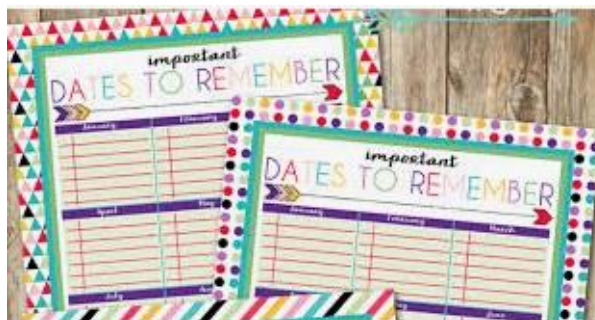 important
DATES TO REMEMBER
January February
April May
July
important
DATES TO REMEMBER
January February March
June